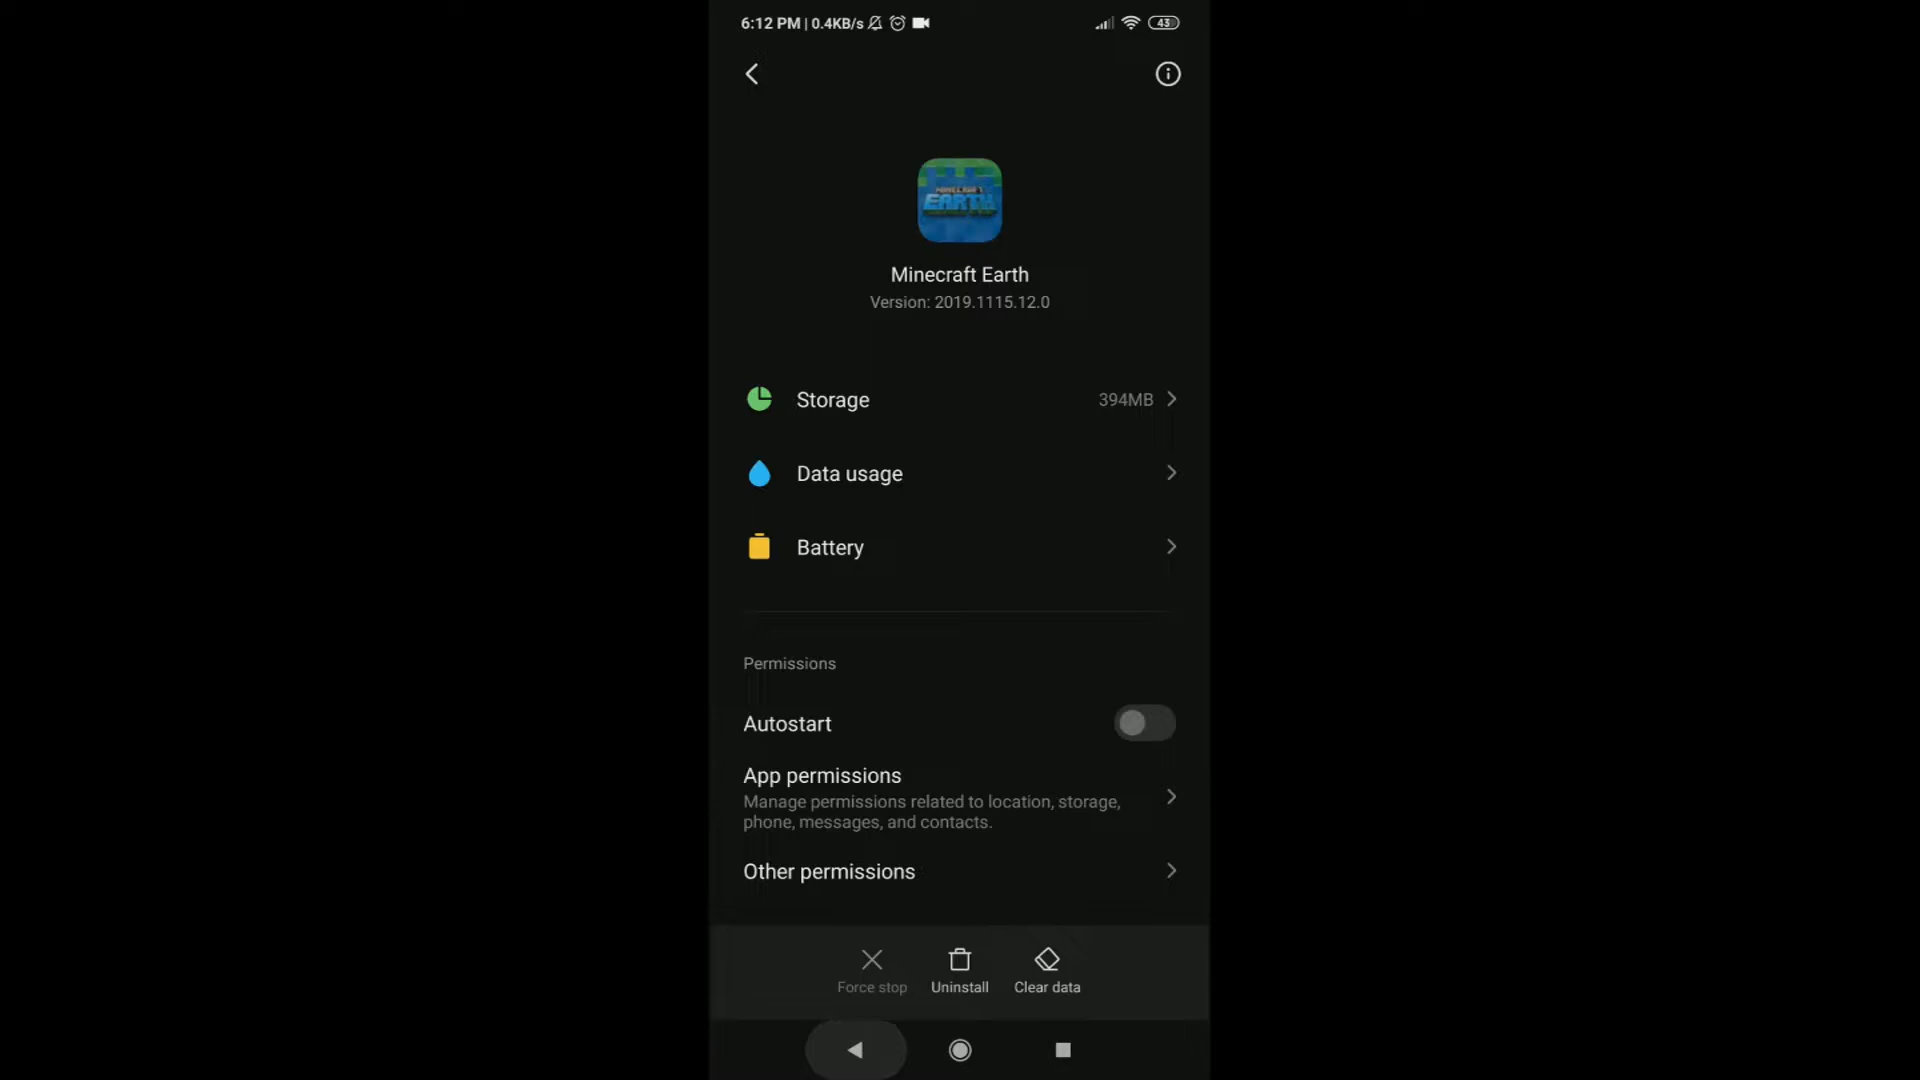 6:12 PM | 0.4KB/s 43
MINECRAFT
EARTH
Minecraft Earth
Version: 2019.1115.12.0
Storage 394MB
Data usage
Battery
Permissions
Autostart
App permissions
Manage permissions related to location, storage,
phone, messages, and contacts.
Other permissions
Force stop Uninstall Clear data